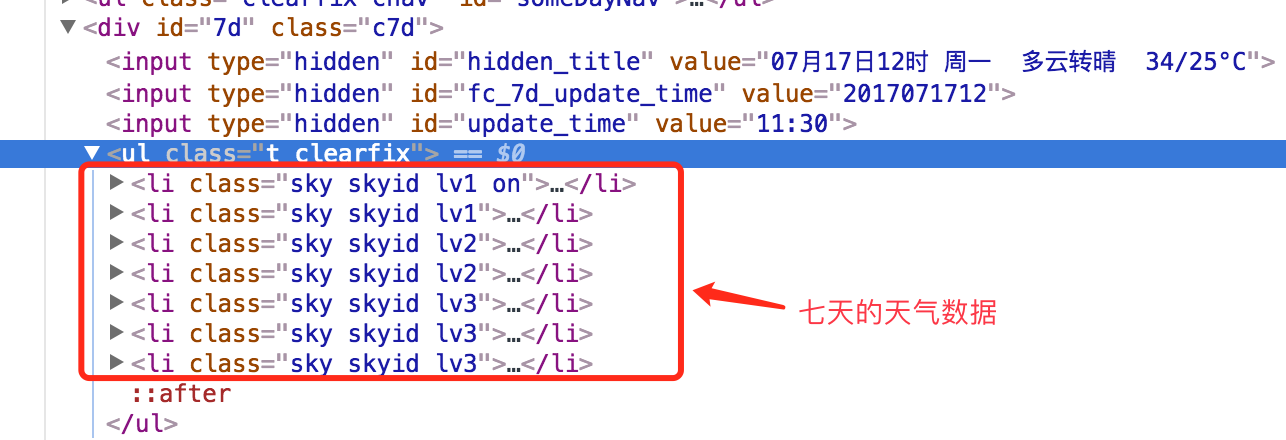 <ul class="clearfix cnav" id="someDayNav">…</ul>
▼<div id="7d" class="c7d">
<input type="hidden" id="hidden_title" value="07月17日12时 周一  多云转晴  34/25°C">
<input type="hidden" id="fc_7d_update_time" value="2017071712">
<input type="hidden" id="update_time" value="11:30">
▼<ul class="t clearfix"> == $0
▶<li class="sky skyid lv1 on">…</li>
▶<li class="sky skyid lv1">…</li>
▶<li class="sky skyid lv2">…</li>
▶<li class="sky skyid lv2">…</li>
▶<li class="sky skyid lv3">…</li>
七天的天气数据
▶<li class="sky skyid lv3">…</li>
▶<li class="sky skyid lv3">…</li>
::after
</ul>